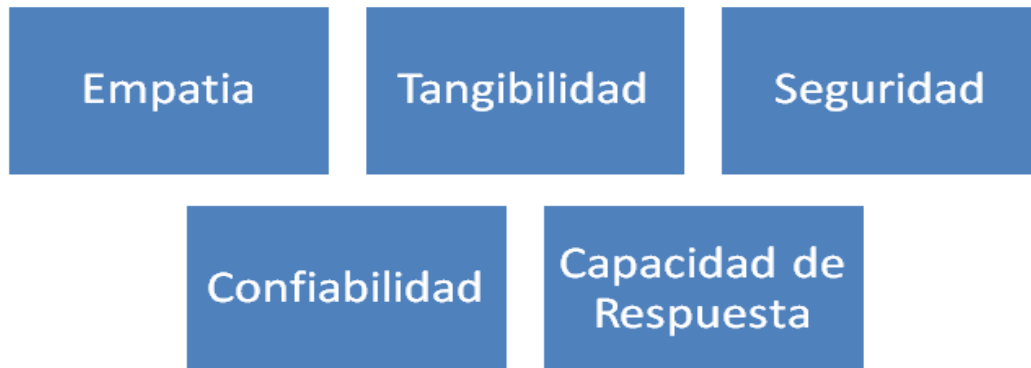 Empatia
Tangibilidad
Seguridad
Confiabilidad
Capacidad de
Respuesta